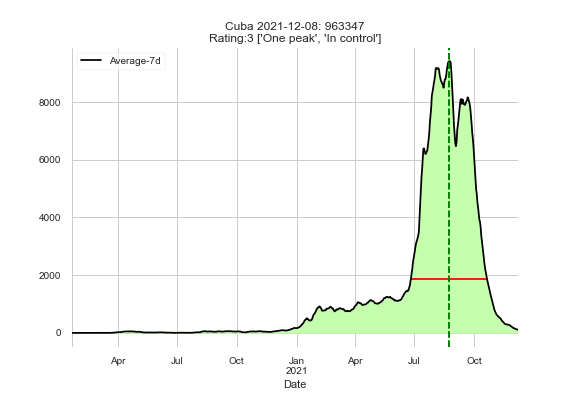 Cuba 2021-12-08: 963347
Rating:3 ['One peak', 'In control']
Average-7d
8000
6000
4000
2000
0
Apr Jul Oct Jan Apr Jul Oct
2021
Date